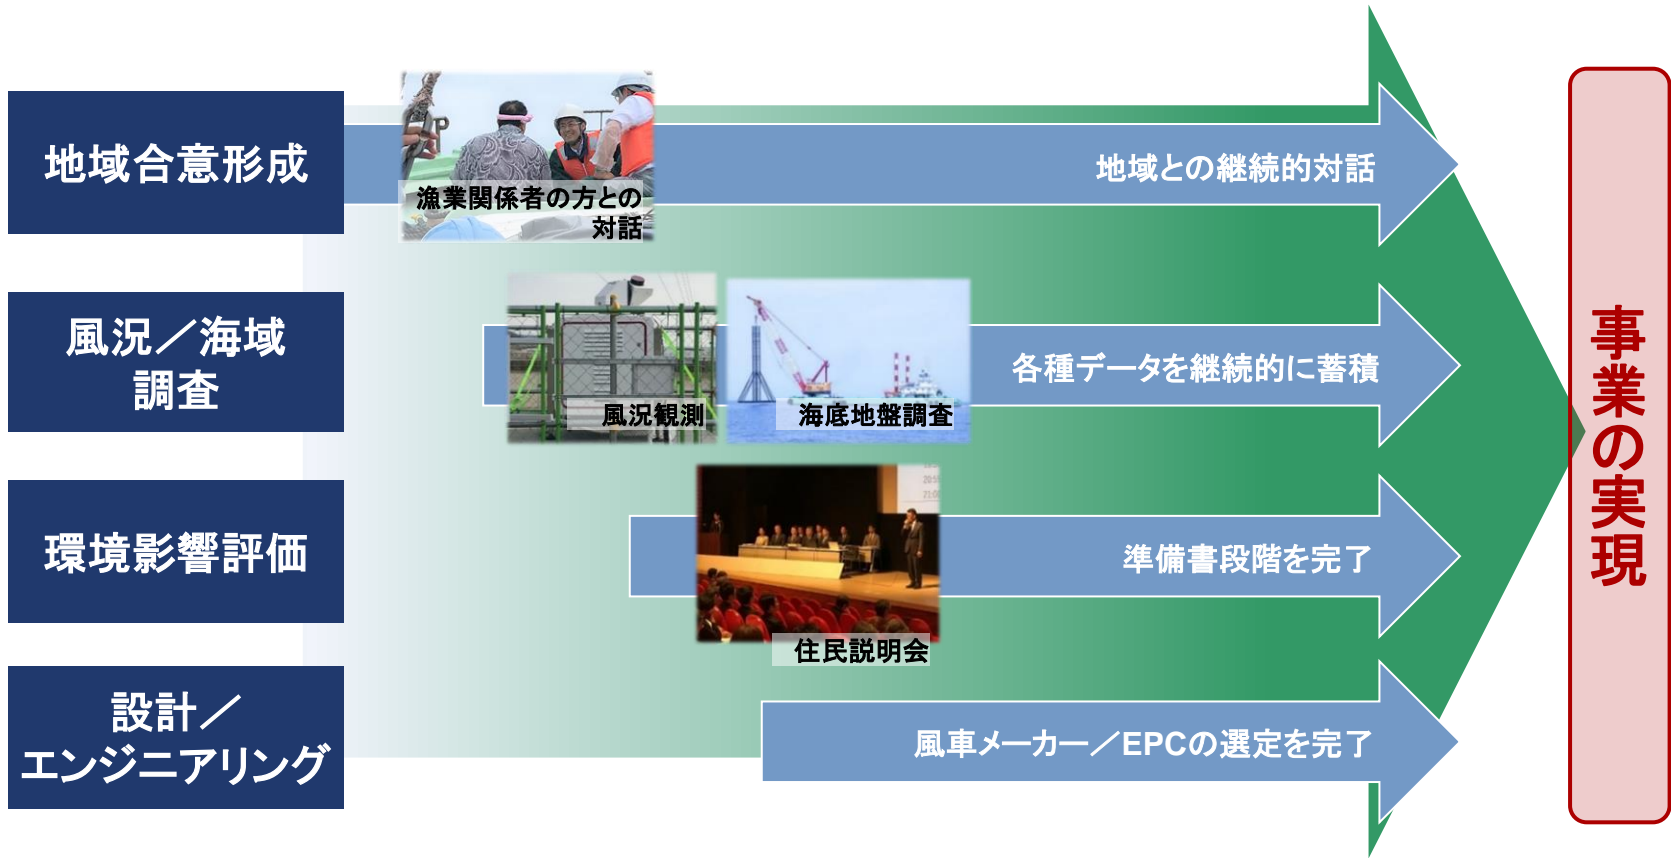 地域合意形成
漁業関係者の方との
対話
地域との継続的対話
風況／海域
調査
風況観測
海底地盤調査
各種データを継続的に蓄積
環境影響評価
20:5
21:0
住民説明会
準備書段階を完了
設計／
エンジニアリング
風車メーカー／EPCの選定を完了
事業の実現